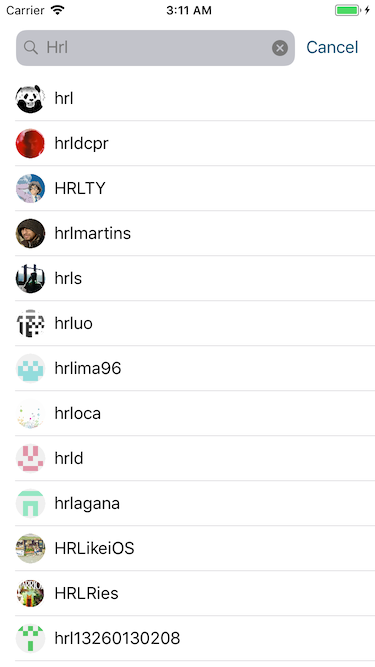 Carrier 3:11 AM
Hrl Cancel
hrl
hrldcpr
HRLTY
hrlmartins
hrls
hrluo
hrlima96
hrloca
hrld
hrlagana
HRLikeiOS
HRLRies
hrl13260130208